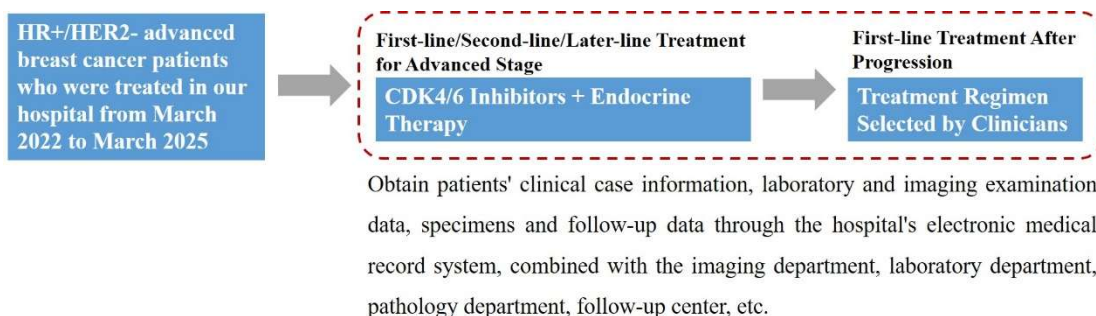 HR+/HER2- advanced
breast cancer patients
who were treated in our
hospital from March
2022 to March 2025
First-line/Second-line/Later-line Treatment
for Advanced Stage
CDK4/6 Inhibitors + Endocrine
Therapy
First-line Treatment After
Progression
Treatment Regimen
Selected by Clinicians
Obtain patients' clinical case information, laboratory and imaging examination
data, specimens and follow-up data through the hospital's electronic medical
record system, combined with the imaging department, laboratory department,
pathology department, follow-up center, etc.